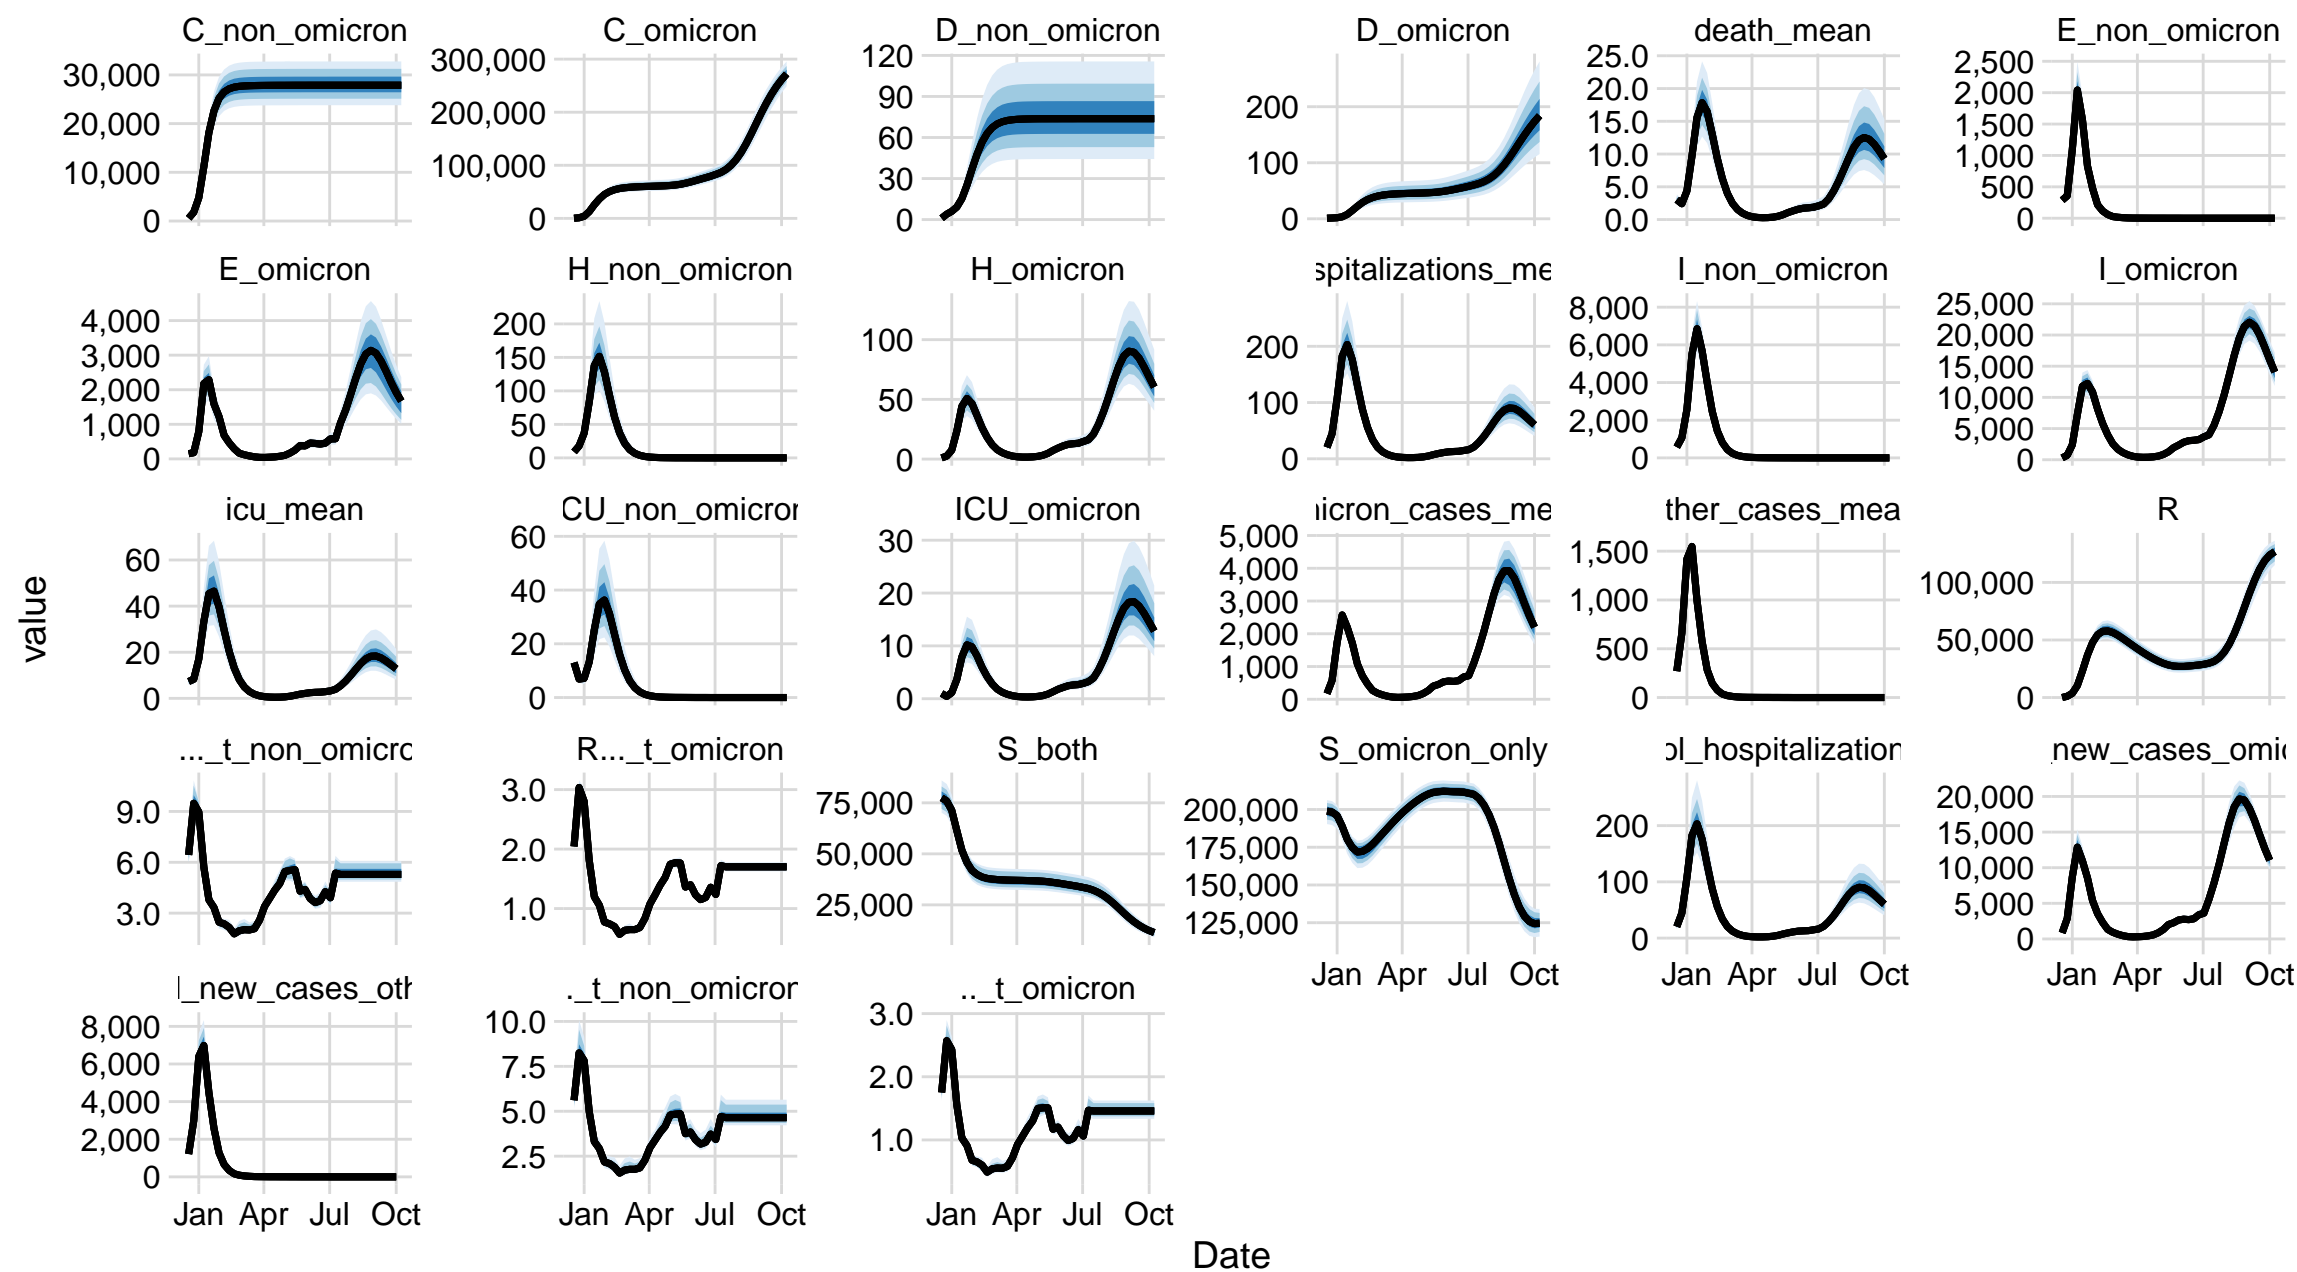 C_non_omicron C_omicron D_non_omicron D_omicron death_mean E_non_omicron
30,000 20,000 10,000 0
300,000 200,000 100,000 0
120 90 60 30 0
200 100 0
25.0 20.0 15.0 10.0 5.0 0.0
2,500 2,000 1,500 1,000 500 0
E_omicron H_non_omicron H_omicron spitalizations_me I_non_omicron I_omicron
4,000 3,000 2,000 1,000 0
200 150 100 50 0
100 50 0
200 100 0
8,000 6,000 4,000 2,000 0
25,000 20,000 15,000 10,000 5,000 0
value
icu_mean CU_non_omicron ICU_omicron nicron_cases_me ther_cases_mea R
60 40 20 0
60 40 20 0
30 20 10 0
5,000 4,000 3,000 2,000 1,000 0
1,500 1,000 500 0
100,000 50,000 0
..._t_non_omicro R..._t_omicron S_both S_omicron_only ol_hospitalization _new_cases_omic
9.0 6.0 3.0
3.0 2.0 1.0
75,000 50,000 25,000
200,000 175,000 150,000 125,000
200 100 0
20,000 15,000 10,000 5,000 0
Jan Apr Jul Oct Jan Apr Jul Oct Jan Apr Jul Oct
l_new_cases_oth ._t_non_omicron .._t_omicron
8,000 6,000 4,000 2,000 0
10.0 7.5 5.0 2.5
3.0 2.0 1.0
Jan Apr Jul Oct Jan Apr Jul Oct Jan Apr Jul Oct
Date